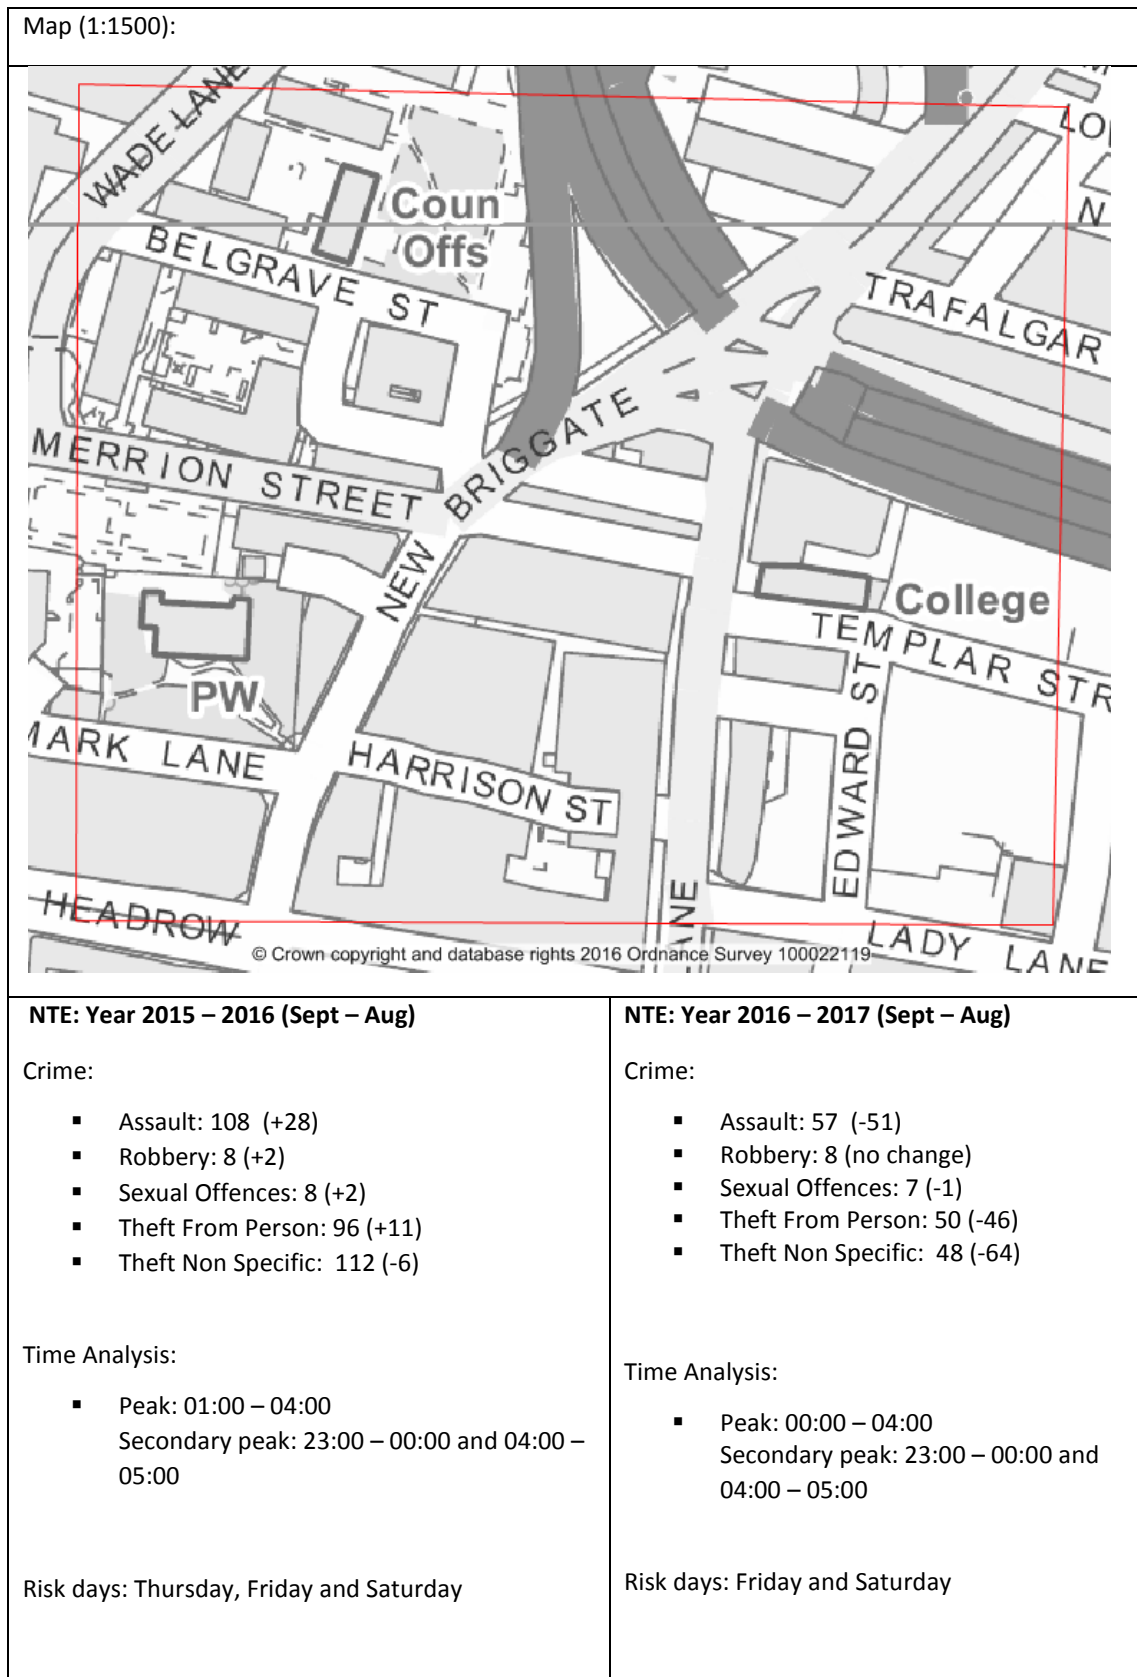 Map (1:1500):
WADE LANE
LO
N
Coun
Offs
BELGRAVE ST
TRAFALGAR
MERRION STREET
NEW BRIGGATE
College
TEMPLAR STR
PW
EDWARD ST
MARK LANE
HARRISON ST
HEADROW
ANE
LADY LANE
© Crown copyright and database rights 2016 Ordnance Survey 100022119
NTE: Year 2015 – 2016 (Sept – Aug)
Crime:
▪ Assault: 108 (+28)
▪ Robbery: 8 (+2)
▪ Sexual Offences: 8 (+2)
▪ Theft From Person: 96 (+11)
▪ Theft Non Specific: 112 (-6)
Time Analysis:
▪ Peak: 01:00 – 04:00
Secondary peak: 23:00 – 00:00 and 04:00 –
05:00
Risk days: Thursday, Friday and Saturday
NTE: Year 2016 – 2017 (Sept – Aug)
Crime:
▪ Assault: 57 (-51)
▪ Robbery: 8 (no change)
▪ Sexual Offences: 7 (-1)
▪ Theft From Person: 50 (-46)
▪ Theft Non Specific: 48 (-64)
Time Analysis:
▪ Peak: 00:00 – 04:00
Secondary peak: 23:00 – 00:00 and
04:00 – 05:00
Risk days: Friday and Saturday